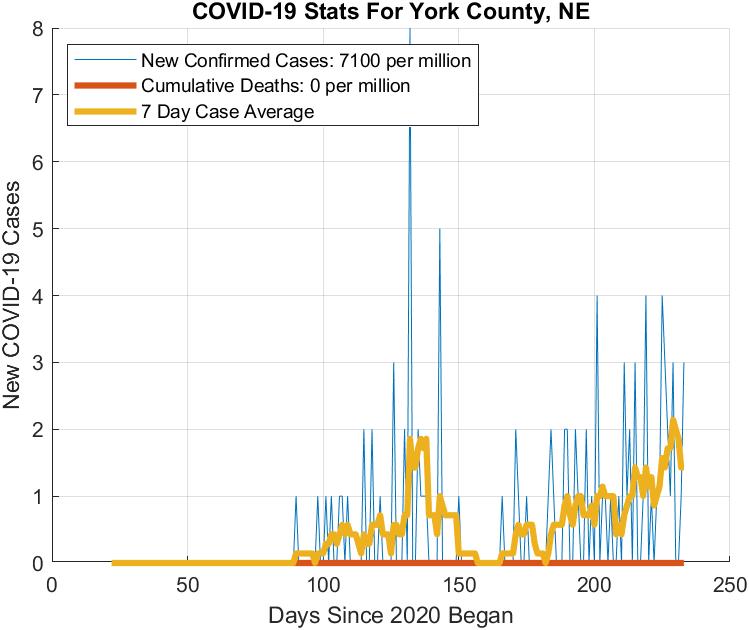 COVID-19 Stats For York County, NE
New Confirmed Cases: 7100 per million
Cumulative Deaths: 0 per million
7 Day Case Average
8
7
6
5
4
3
2
1
0
New COVID-19 Cases
0 50 100 150 200 250
Days Since 2020 Began